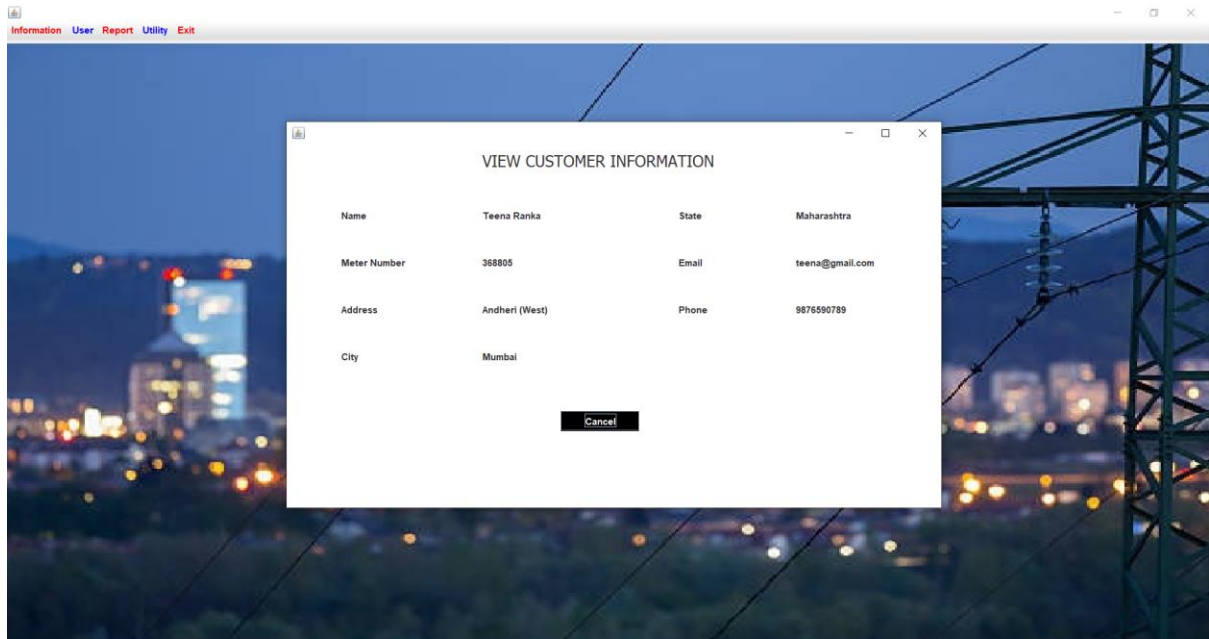 Information User Report Utility Exit
VIEW CUSTOMER INFORMATION
Name Teena Ranka State Maharashtra
Meter Number 368805 Email teena@gmail.com
Address Andheri (West) Phone 9876590789
City Mumbai
Cancel